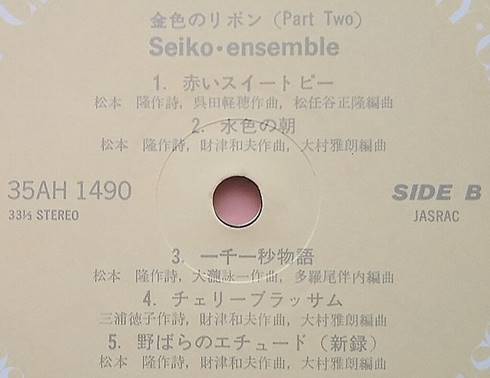 金色のリボン (Part Two)
Seiko・ensemble
1. 赤いスイートピー
松本 隆作詩, 呉田軽穂作曲, 松任谷正隆編曲
2. 水色の朝
松本 隆作詩, 財津和夫作曲, 大村雅朗編曲
35AH 1490
33⅓ STEREO
SIDE B
JASRAC
3. 一千一秒物語
松本 隆作詩, 大瀧詠一作曲, 多羅尾伴内編曲
4. チェリーブラッサム
三浦徳子作詩, 財津和夫作曲, 大村雅朗編曲
5. 野ばらのエチュード (新録)
松本 隆作詩, 財津和夫作曲, 大村雅朗編曲